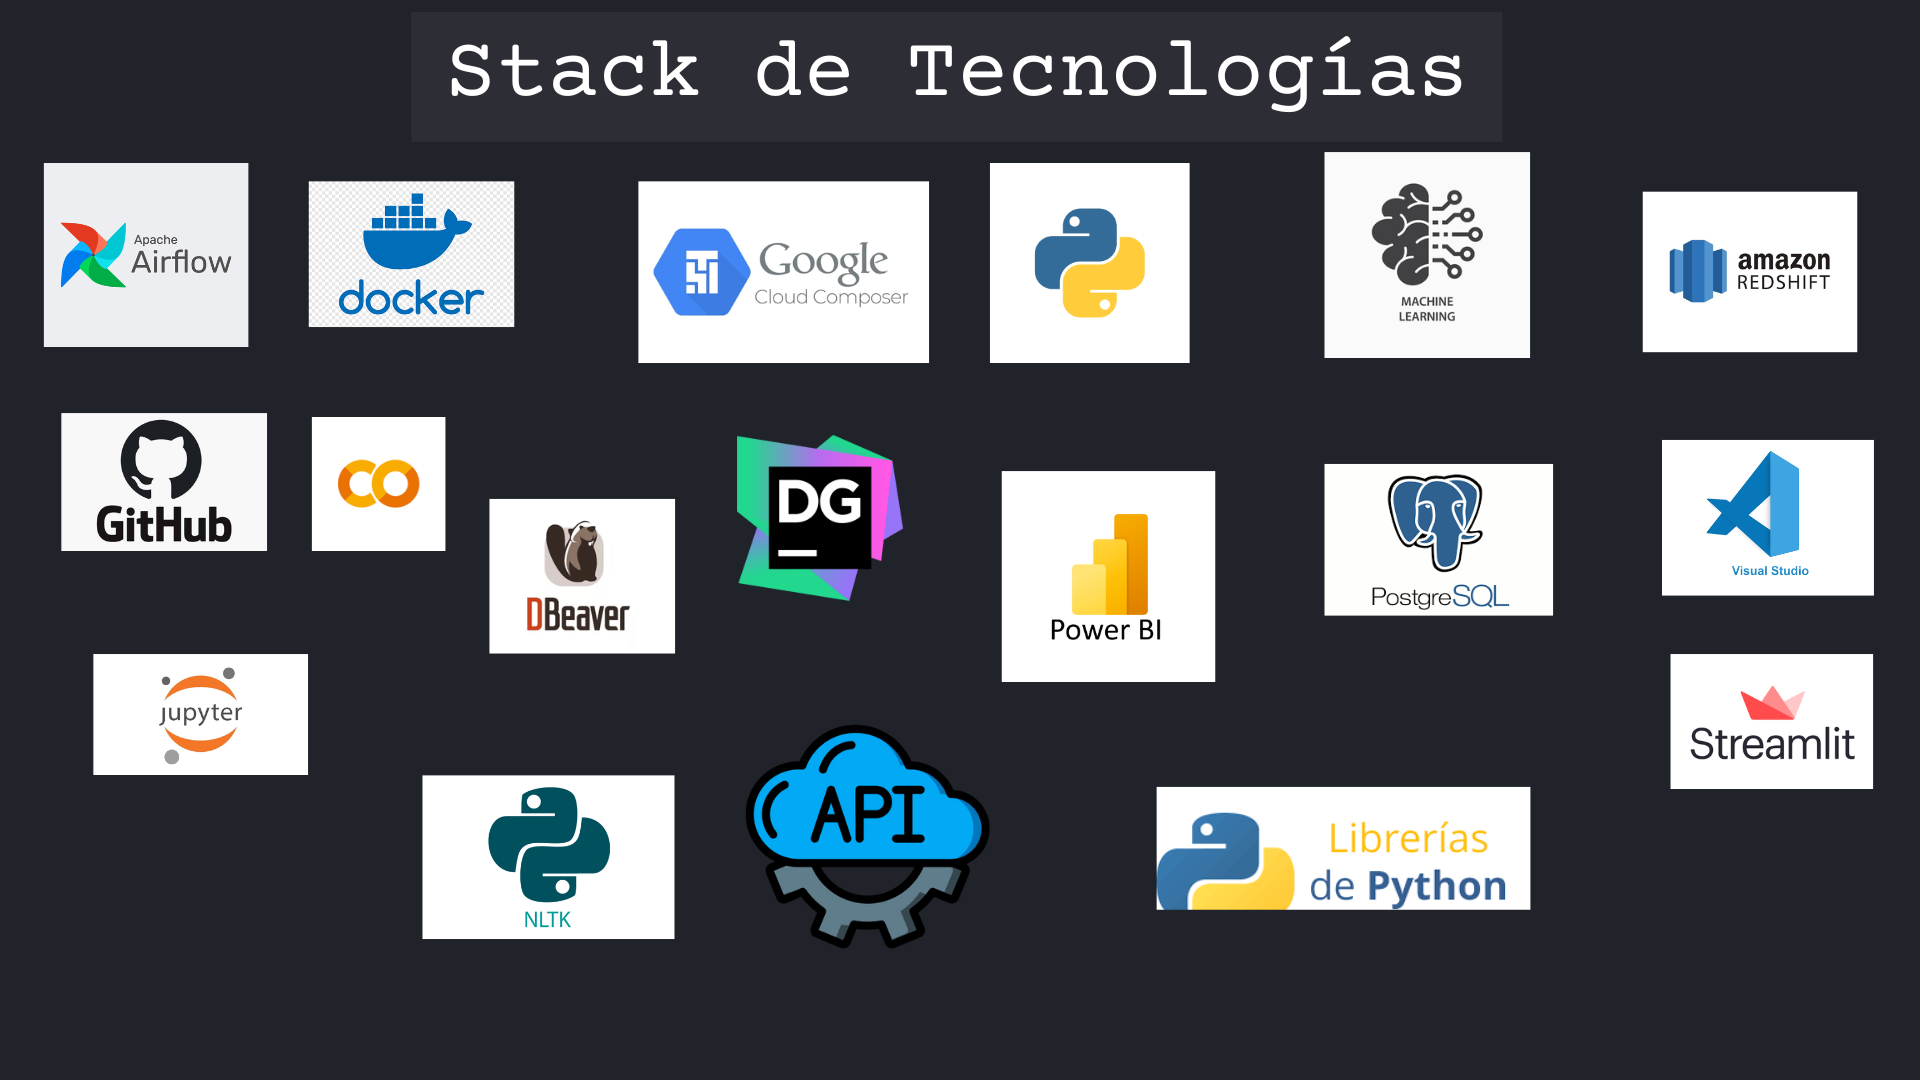 Stack de Tecnologías
Apache
Airflow
docker
Google
Cloud Composer
MACHINE
LEARNING
amazon
REDSHIFT
GitHub
DBeaver
DG
Power BI
PostgreSQL
Visual Studio
jupyter
Streamlit
NLTK
API
Librerías
de Python